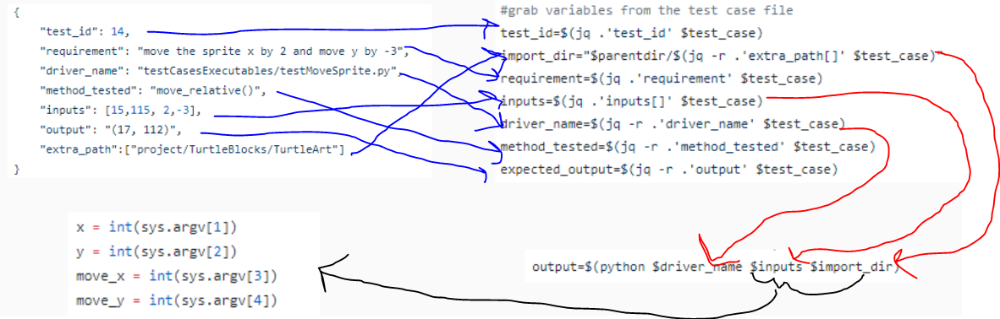 {
"test_id": 14,
"requirement": "move the sprite x by 2 and move y by -3",
"driver_name": "testCasesExecutables/testMoveSprite.py",
"method_tested": "move_relative()",
"inputs": [15,115, 2,-3],
"output": "(17, 112)",
"extra_path":["project/TurtleBlocks/TurtleArt"]
}
#grab variables from the test case file
test_id=$(jq .'test_id' $test_case)
import_dir="$parentdir/$(jq -r .'extra_path[]' $test_case)"
requirement=$(jq .'requirement' $test_case)
inputs=$(jq .'inputs[]' $test_case)
driver_name=$(jq -r .'driver_name' $test_case)
method_tested=$(jq -r .'method_tested' $test_case)
expected_output=$(jq -r .'output' $test_case)
x = int(sys.argv[1])
y = int(sys.argv[2])
move_x = int(sys.argv[3])
move_y = int(sys.argv[4])
output=$(python $driver_name $inputs $import_dir)